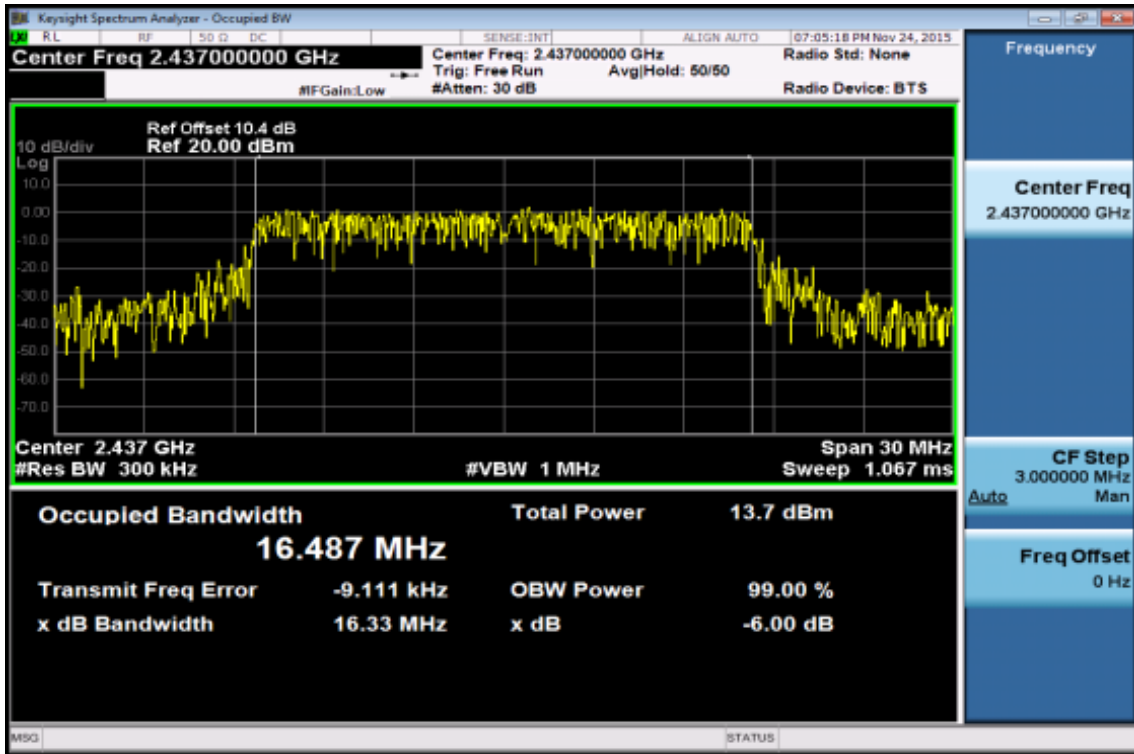 Keysight Spectrum Analyzer - Occupied BW
LXI RL RF 50 Ω DC SENSE:INT ALIGN AUTO 07:05:18 PM Nov 24, 2015
Center Freq 2.437000000 GHz
Center Freq: 2.437000000 GHz Radio Std: None
Trig: Free Run Avg|Hold: 50/50
#IFGain:Low #Atten: 30 dB Radio Device: BTS
Ref Offset 10.4 dB
10 dB/div Ref 20.00 dBm
Log
10.0
0.00
-10.0
-20.0
-30.0
-40.0
-50.0
-60.0
-70.0
Center 2.437 GHz Span 30 MHz
#Res BW 300 kHz #VBW 1 MHz Sweep 1.067 ms
Occupied Bandwidth Total Power 13.7 dBm
16.487 MHz
Transmit Freq Error -9.111 kHz OBW Power 99.00 %
x dB Bandwidth 16.33 MHz x dB -6.00 dB
MSG STATUS
Frequency
Center Freq
2.437000000 GHz
CF Step
3.000000 MHz
Auto Man
Freq Offset
0 Hz